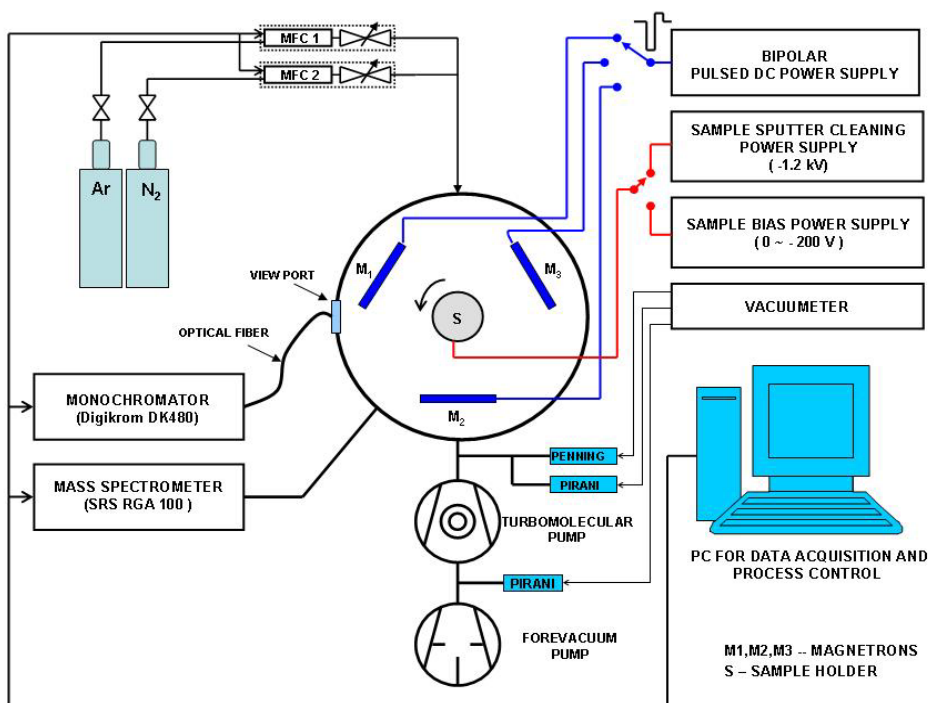 MFC 1
MFC 2
BIPOLAR
PULSED DC POWER SUPPLY
SAMPLE SPUTTER CLEANING
POWER SUPPLY
( -1.2 kV)
SAMPLE BIAS POWER SUPPLY
( 0 ~ - 200 V )
Ar
N2
M1
M3
S
M2
VIEW PORT
OPTICAL FIBER
VACUUMETER
MONOCHROMATOR
(Digikrom DK480)
MASS SPECTROMETER
(SRS RGA 100 )
PENNING
PIRANI
TURBOMOLECULAR
PUMP
PIRANI
FOREVACUUM
PUMP
PC FOR DATA ACQUISITION AND
PROCESS CONTROL
M1,M2,M3 -- MAGNETRONS
S – SAMPLE HOLDER